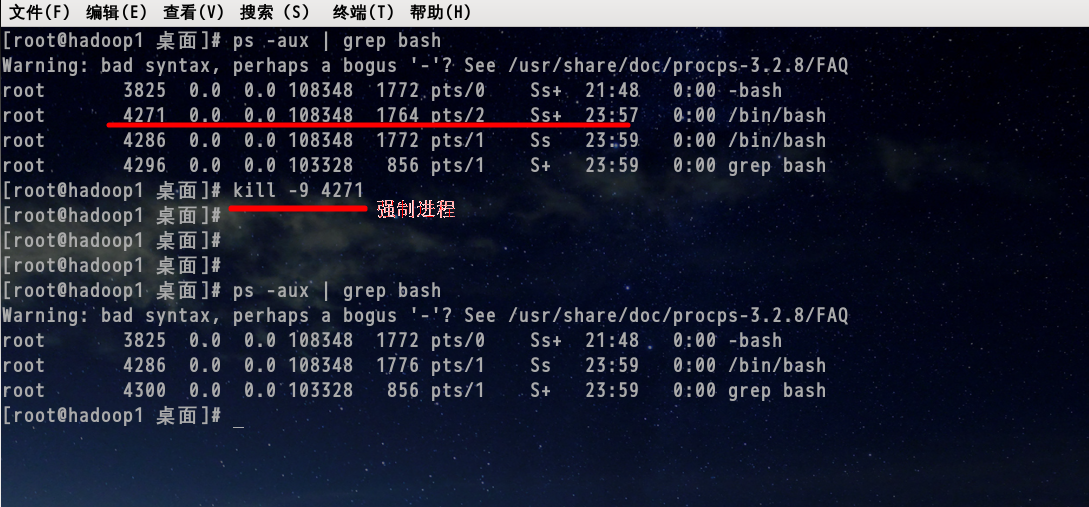 文件(F) 编辑(E) 查看(V) 搜索 (S) 终端(T) 帮助(H)
[root@hadoop1 桌面]# ps -aux | grep bash
Warning: bad syntax, perhaps a bogus '-'? See /usr/share/doc/procps-3.2.8/FAQ
root 3825 0.0 0.0 108348 1772 pts/0 Ss+ 21:48 0:00 -bash
root 4271 0.0 0.0 108348 1764 pts/2 Ss+ 23:57 0:00 /bin/bash
root 4286 0.0 0.0 108348 1772 pts/1 Ss 23:59 0:00 /bin/bash
root 4296 0.0 0.0 103328 856 pts/1 S+ 23:59 0:00 grep bash
[root@hadoop1 桌面]# kill -9 4271
强制进程
[root@hadoop1 桌面]#
[root@hadoop1 桌面]#
[root@hadoop1 桌面]#
[root@hadoop1 桌面]# ps -aux | grep bash
Warning: bad syntax, perhaps a bogus '-'? See /usr/share/doc/procps-3.2.8/FAQ
root 3825 0.0 0.0 108348 1772 pts/0 Ss+ 21:48 0:00 -bash
root 4286 0.0 0.0 108348 1776 pts/1 Ss 23:59 0:00 /bin/bash
root 4300 0.0 0.0 103328 856 pts/1 S+ 23:59 0:00 grep bash
[root@hadoop1 桌面]# _